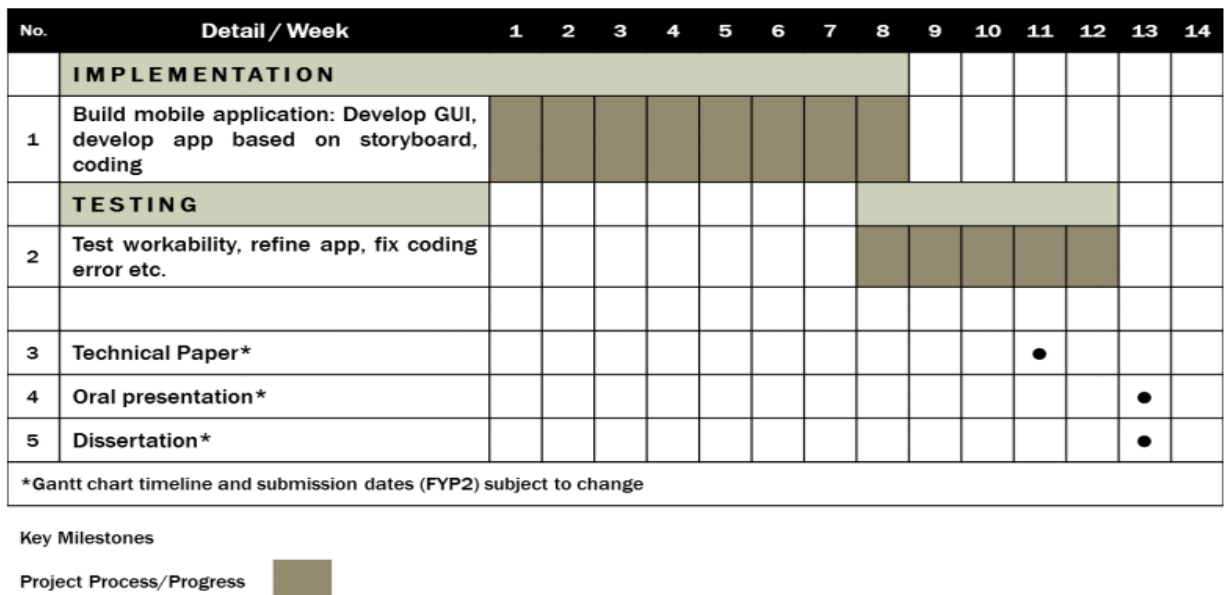 No. Detail / Week 1 2 3 4 5 6 7 8 9 10 11 12 13 14
IMPLEMENTATION
1 Build mobile application: Develop GUI,
develop app based on storyboard,
coding
TESTING
2 Test workability, refine app, fix coding
error etc.
3 Technical Paper* ●
4 Oral presentation* ●
5 Dissertation* ●
*Gantt chart timeline and submission dates (FYP2) subject to change
Key Milestones
Project Process/Progress